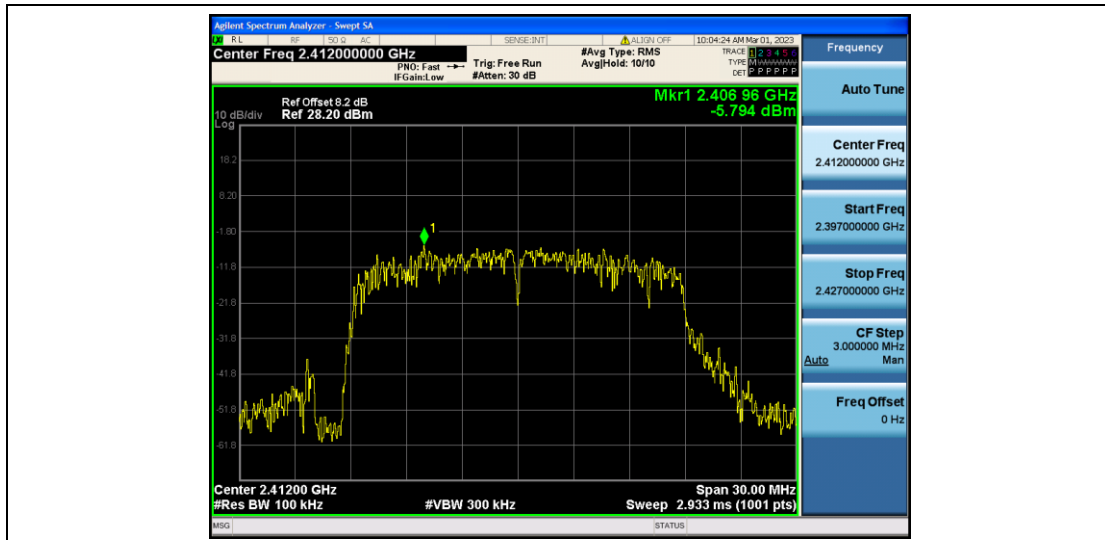 Agilent Spectrum Analyzer - Swept SA
RL RF 50 Ω AC SENSE:INT ALIGN OFF 10:04:24 AM Mar 01, 2023
Center Freq 2.412000000 GHz
PNO: Fast
IFGain:Low
Trig: Free Run
#Atten: 30 dB
#Avg Type: RMS
Avg|Hold: 10/10
TRACE 1 2 3 4 5 6
TYPE M W W W W W
DET P P P P P P
Mkr1 2.406 96 GHz
-5.794 dBm
Ref Offset 8.2 dB
10 dB/div Ref 28.20 dBm
Log
18.2
8.20
-1.80
-11.8
-21.8
-31.8
-41.8
-51.8
-61.8
1
Center 2.41200 GHz Span 30.00 MHz
#Res BW 100 kHz #VBW 300 kHz Sweep 2.933 ms (1001 pts)
MSG STATUS
Frequency
Auto Tune
Center Freq
2.412000000 GHz
Start Freq
2.397000000 GHz
Stop Freq
2.427000000 GHz
CF Step
3.000000 MHz
Auto Man
Freq Offset
0 Hz